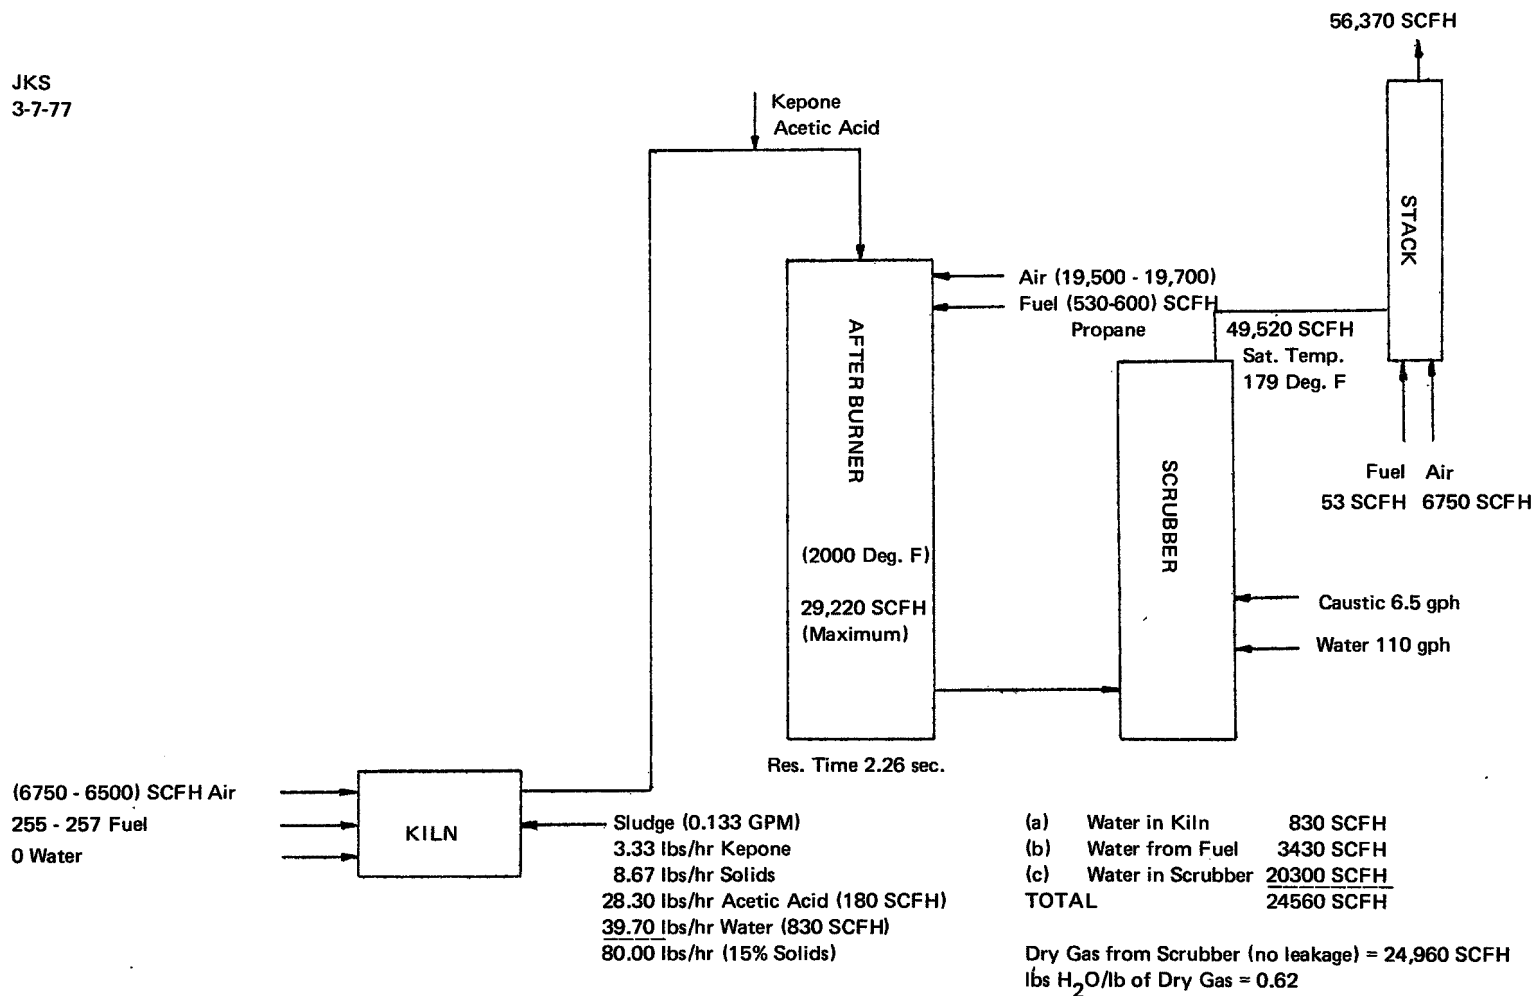 56,370 SCFH
JKS
3-7-77
Kepone
Acetic Acid
STACK
Air (19,500 - 19,700)
Fuel (530-600) SCFH
Propane
49,520 SCFH
Sat. Temp.
179 Deg. F
AFTERBURNER
SCRUBBER
Fuel Air
53 SCFH 6750 SCFH
(2000 Deg. F)
29,220 SCFH
(Maximum)
Caustic 6.5 gph
Water 110 gph
Res. Time 2.26 sec.
(6750 - 6500) SCFH Air
255 - 257 Fuel
0 Water
KILN
Sludge (0.133 GPM)
3.33 lbs/hr Kepone
8.67 lbs/hr Solids
28.30 lbs/hr Acetic Acid (180 SCFH)
39.70 lbs/hr Water (830 SCFH)
80.00 lbs/hr (15% Solids)
(a) Water in Kiln 830 SCFH
(b) Water from Fuel 3430 SCFH
(c) Water in Scrubber 20300 SCFH
TOTAL 24560 SCFH
Dry Gas from Scrubber (no leakage) = 24,960 SCFH
lbs H2O/lb of Dry Gas = 0.62